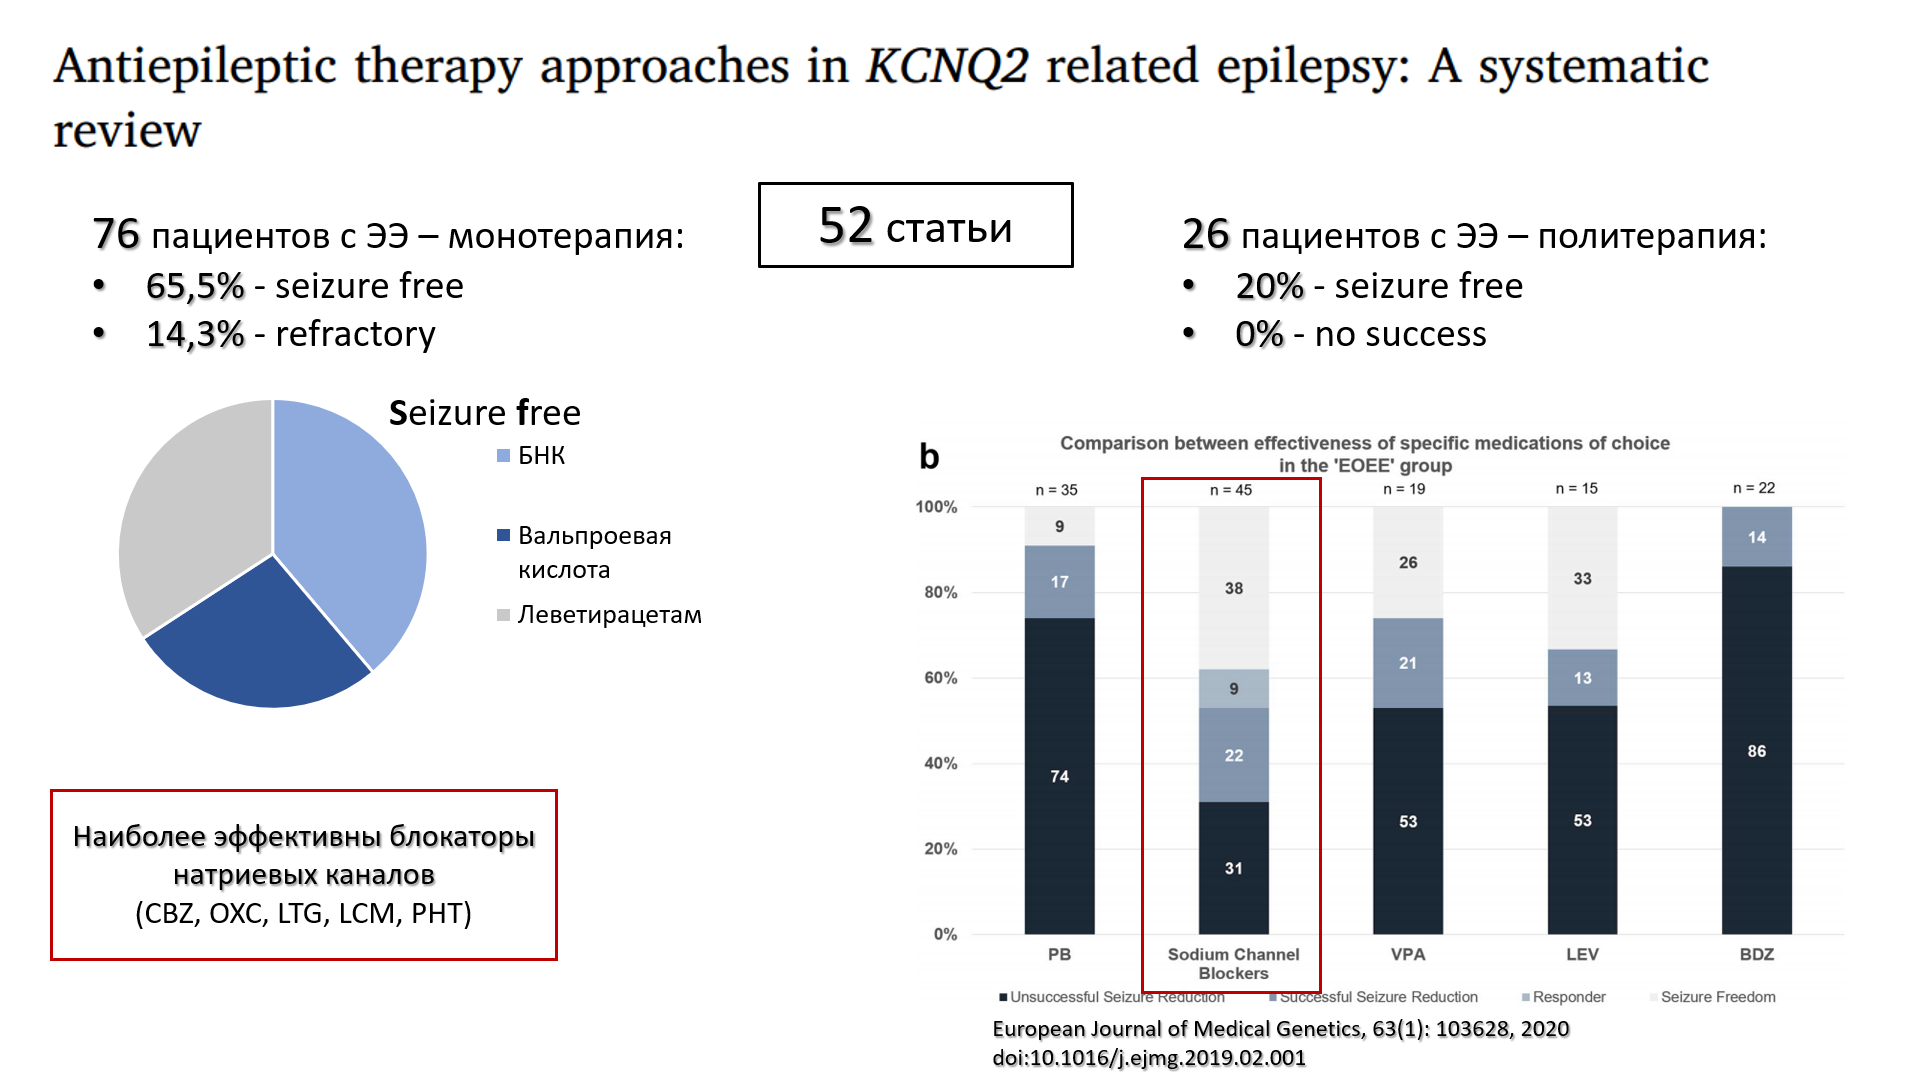 Antiepileptic therapy approaches in KCNQ2 related epilepsy: A systematic
review
52 статьи
76 пациентов с ЭЭ – монотерапия:
• 65,5% - seizure free
• 14,3% - refractory
26 пациентов с ЭЭ – политерапия:
• 20% - seizure free
• 0% - no success
Seizure free
БНК
Вальпроевая
кислота
Леветирацетам
Наиболее эффективны блокаторы
натриевых каналов
(CBZ, OXC, LTG, LCM, PHT)
b
Comparison between effectiveness of specific medications of choice
in the 'EOEE' group
n = 35 n = 45 n = 19 n = 15 n = 22
100%
80%
60%
40%
20%
0%
9
17
74
38
9
22
31
26
21
53
33
13
53
14
86
PB
Sodium Channel
Blockers
VPA
LEV
BDZ
Unsuccessful Seizure Reduction Successful Seizure Reduction Responder Seizure Freedom
European Journal of Medical Genetics, 63(1): 103628, 2020
doi:10.1016/j.ejmg.2019.02.001